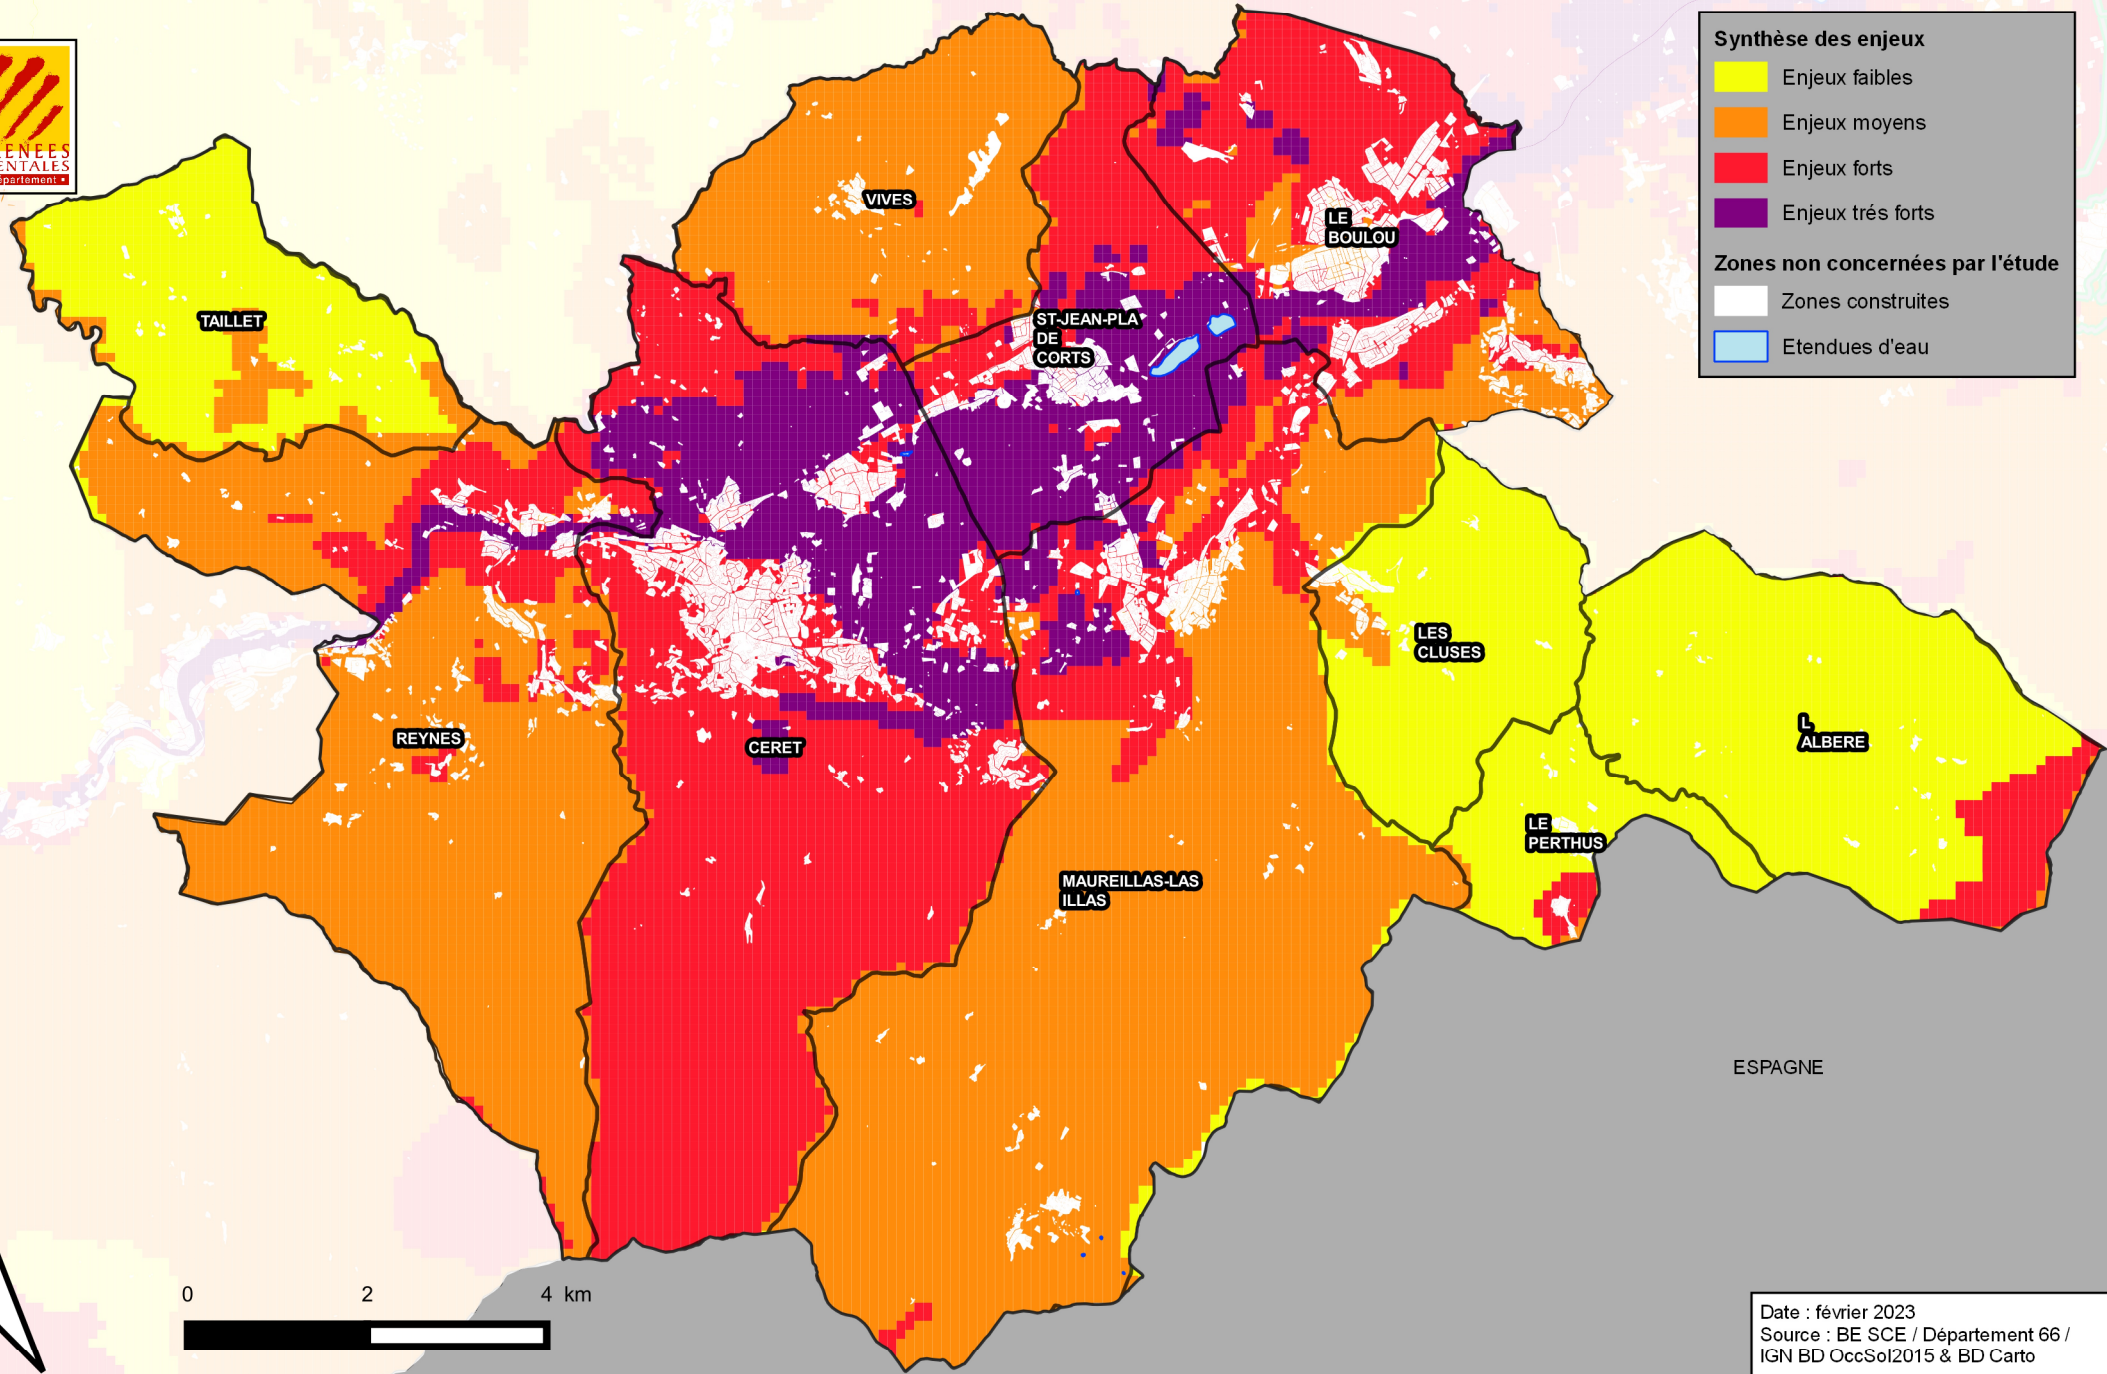 Synthèse des enjeux
Enjeux faibles
Enjeux moyens
Enjeux forts
Enjeux trés forts
Zones non concernées par l'étude
Zones construites
Etendues d'eau
VIVES
LE
BOULOU
TAILLET
ST-JEAN-PLA
DE
CORTS
LES
CLUSES
REYNES
CERET
L
ALBERE
LE
PERTHUS
MAUREILLAS-LAS
ILLAS
ESPAGNE
0 2 4 km
Date : février 2023
Source : BE SCE / Département 66 /
IGN BD OccSol2015 & BD Carto